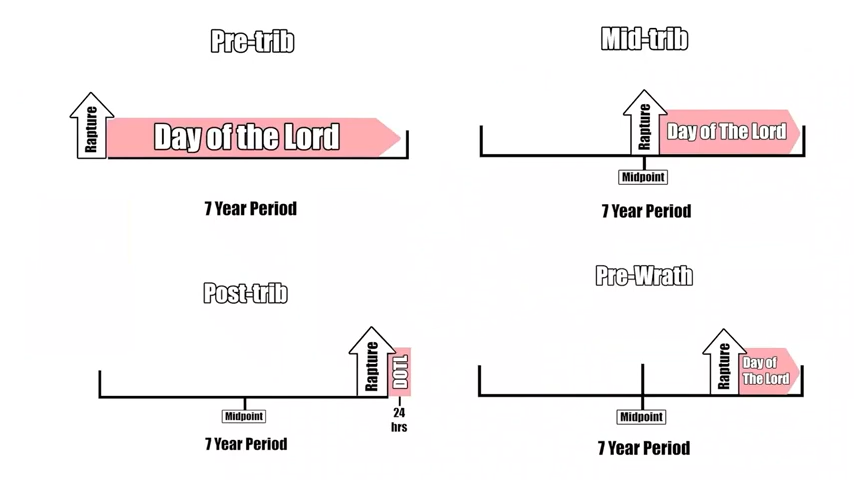 Pre-trib
Rapture
Day of the Lord
7 Year Period
Mid-trib
Rapture
Day of The Lord
Midpoint
7 Year Period
Post-trib
Rapture
DOTL
Midpoint
24
hrs
7 Year Period
Pre-Wrath
Rapture
Day of
The Lord
Midpoint
7 Year Period